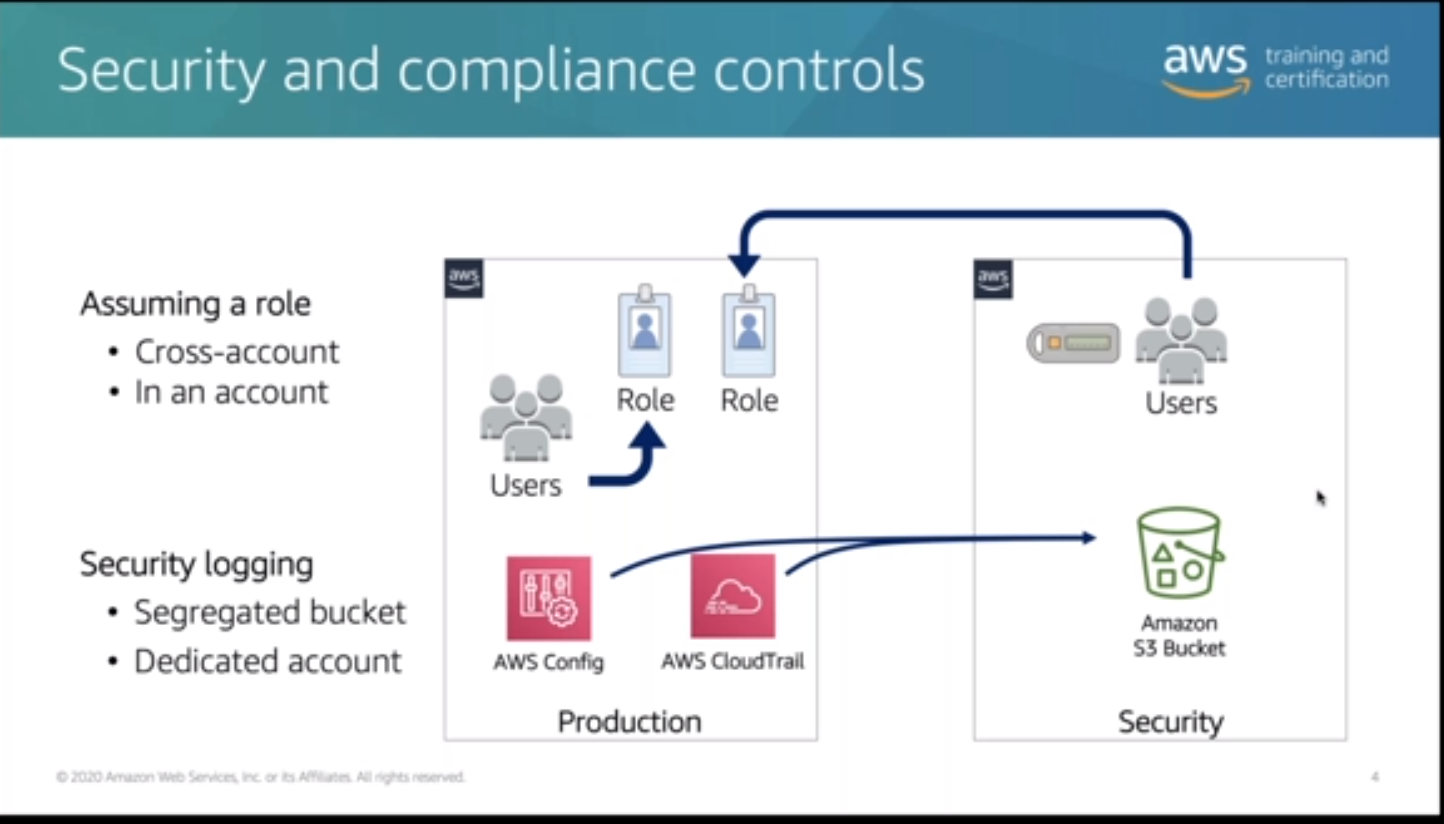 Security and compliance controls
aws training and
certification
Assuming a role
• Cross-account
• In an account
Security logging
• Segregated bucket
• Dedicated account
aws
Role
Role
Users
AWS Config
AWS CloudTrail
Production
aws
Users
Amazon
S3 Bucket
Security
© 2020 Amazon Web Services, Inc. or its Affiliates. All rights reserved.
4